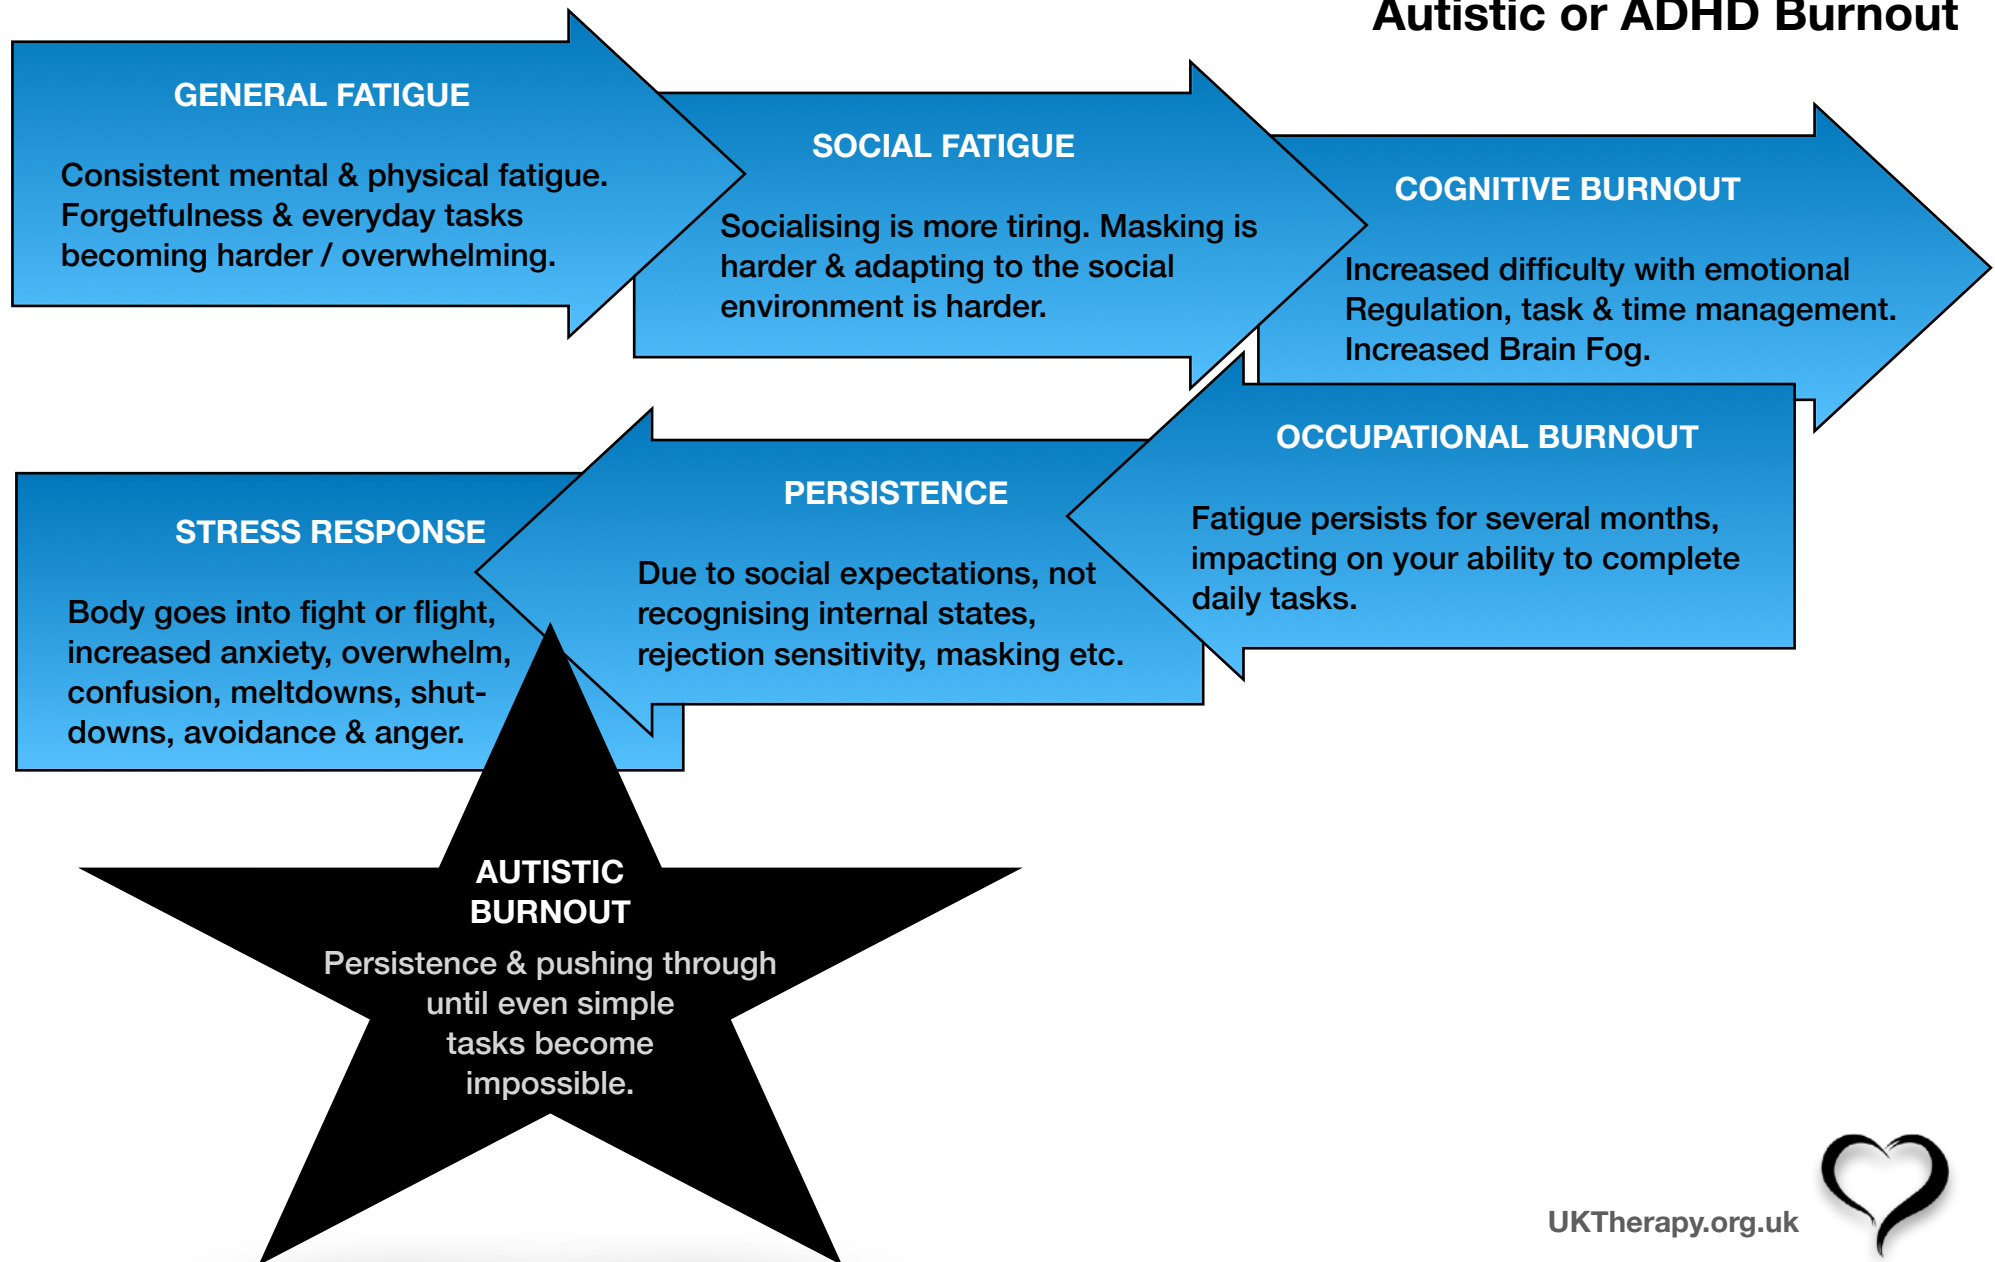 Autistic or ADHD Burnout
GENERAL FATIGUE
Consistent mental & physical fatigue.
Forgetfulness & everyday tasks
becoming harder / overwhelming.
SOCIAL FATIGUE
Socialising is more tiring. Masking is
harder & adapting to the social
environment is harder.
COGNITIVE BURNOUT
Increased difficulty with emotional
Regulation, task & time management.
Increased Brain Fog.
OCCUPATIONAL BURNOUT
Fatigue persists for several months,
impacting on your ability to complete
daily tasks.
PERSISTENCE
Due to social expectations, not
recognising internal states,
rejection sensitivity, masking etc.
STRESS RESPONSE
Body goes into fight or flight,
increased anxiety, overwhelm,
confusion, meltdowns, shut-
downs, avoidance & anger.
AUTISTIC
BURNOUT
Persistence & pushing through
until even simple
tasks become
impossible.
UKTherapy.org.uk